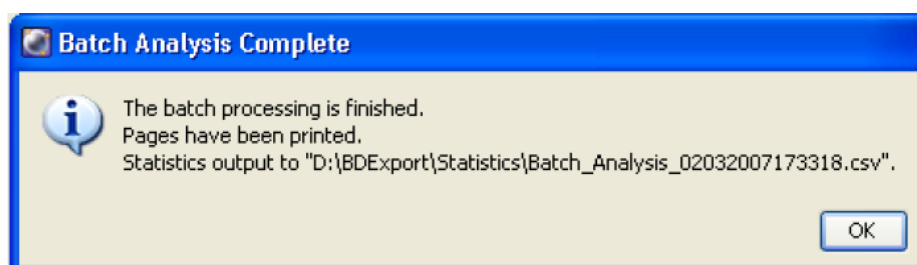 Batch Analysis Complete
The batch processing is finished.
Pages have been printed.
Statistics output to "D:\BDExport\Statistics\Batch_Analysis_02032007173318.csv".
OK